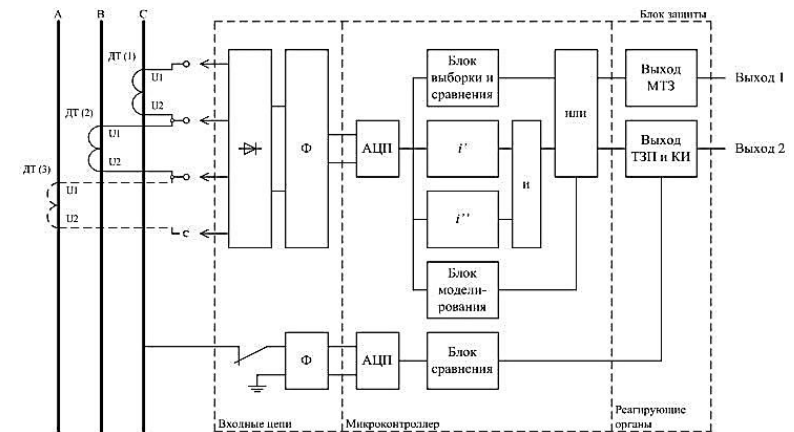 A
B
C
Блок защиты
ДТ (1)
U1
U2
ДТ (2)
U1
U2
ДТ (3)
U1
U2
Ф
АЦП
Блок
выборки и
сравнения
i'
i''
и
или
Блок
модели-
рования
Выход
МТЗ
Выход 1
Выход
ТЗП и КИ
Выход 2
Ф
АЦП
Блок
сравнения
Входные цепи
Микроконтроллер
Реагирующие
органы